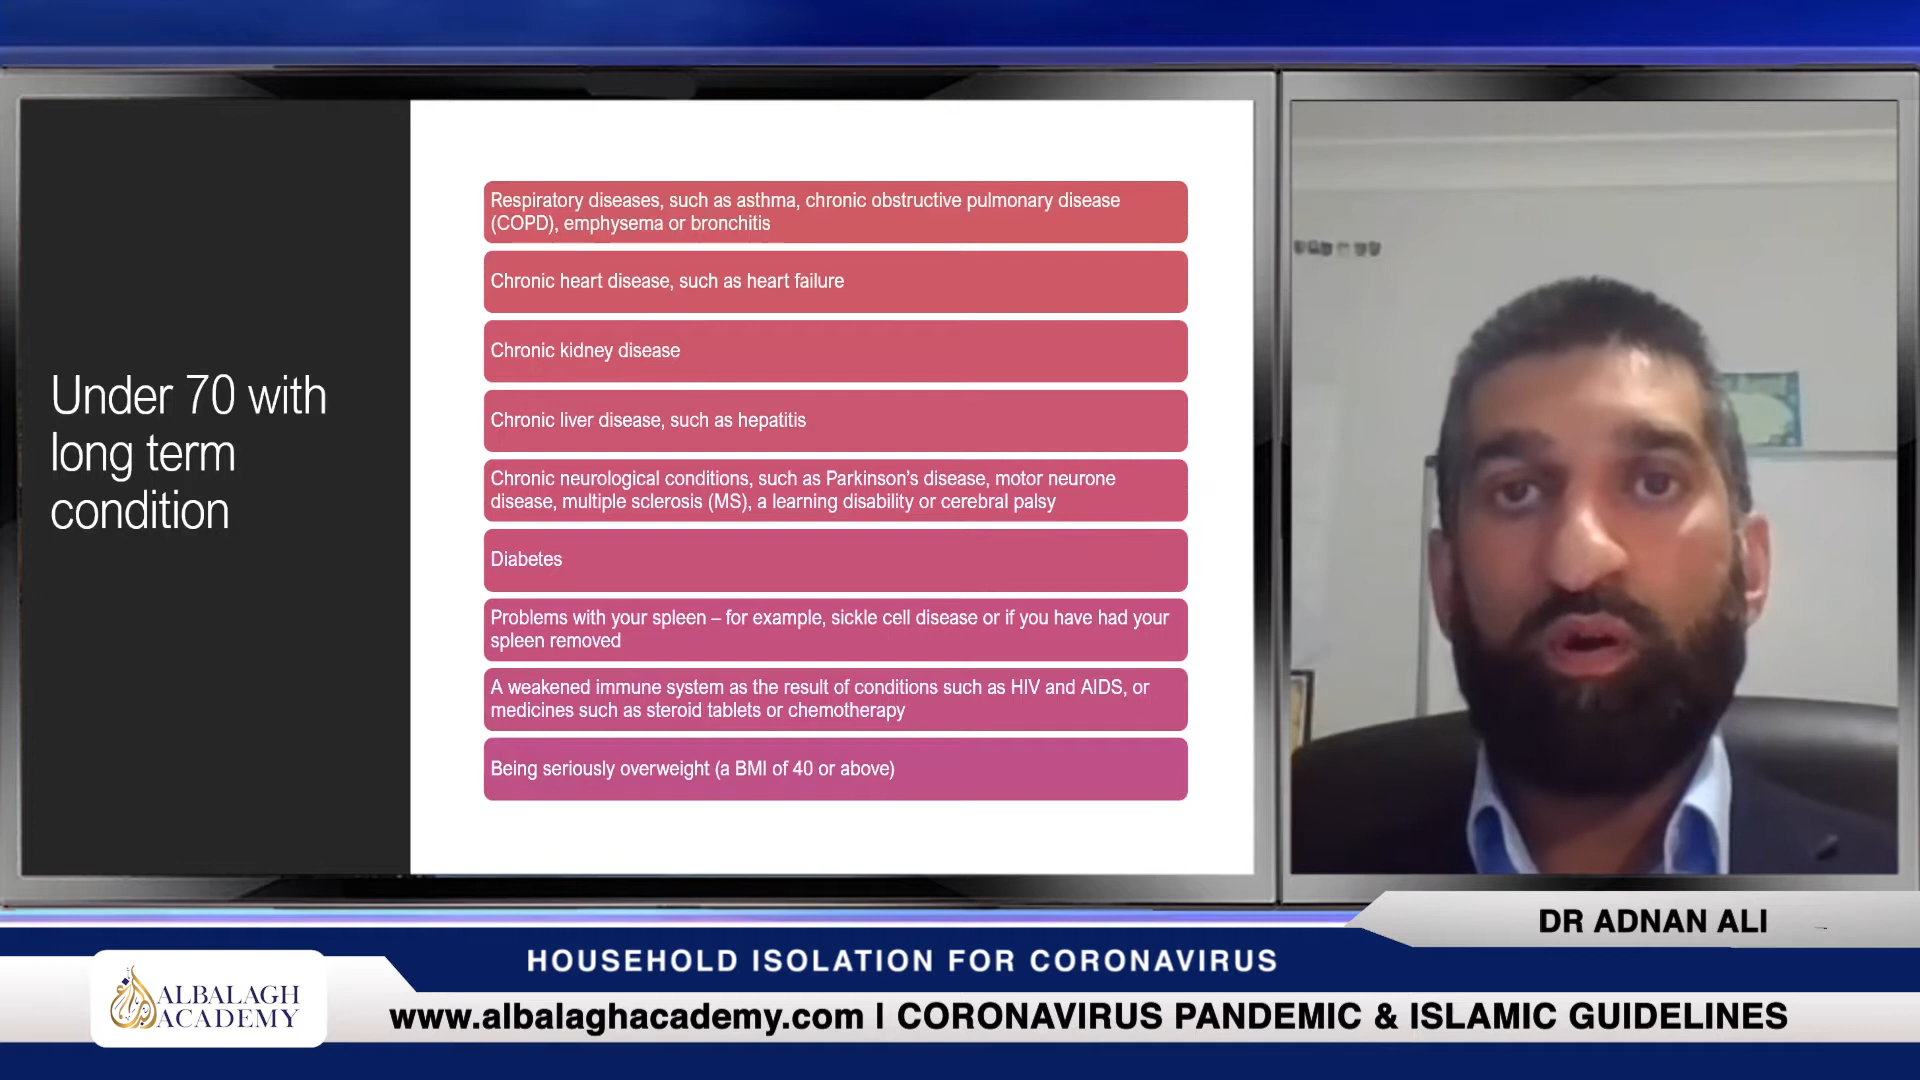 Under 70 with
long term
condition
Respiratory diseases, such as asthma, chronic obstructive pulmonary disease
(COPD), emphysema or bronchitis
Chronic heart disease, such as heart failure
Chronic kidney disease
Chronic liver disease, such as hepatitis
Chronic neurological conditions, such as Parkinson’s disease, motor neurone
disease, multiple sclerosis (MS), a learning disability or cerebral palsy
Diabetes
Problems with your spleen – for example, sickle cell disease or if you have had your
spleen removed
A weakened immune system as the result of conditions such as HIV and AIDS, or
medicines such as steroid tablets or chemotherapy
Being seriously overweight (a BMI of 40 or above)
DR ADNAN ALI
HOUSEHOLD ISOLATION FOR CORONAVIRUS
ALBALAGH
ACADEMY
www.albalaghacademy.com I CORONAVIRUS PANDEMIC & ISLAMIC GUIDELINES